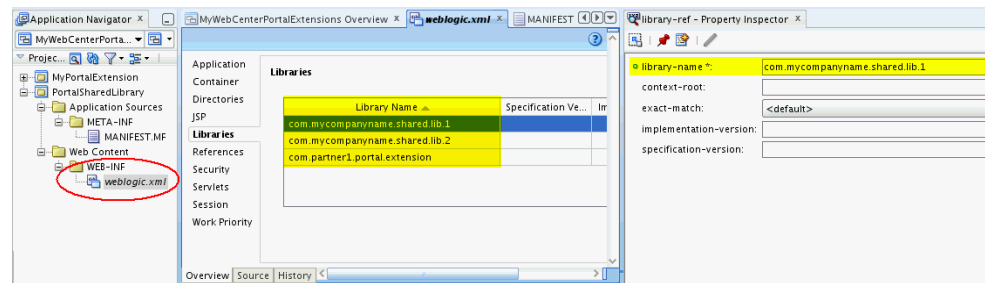 Application Navigator
MyWebCenterPorta...
Projec...
MyPortalExtension
PortalSharedLibrary
Application Sources
META-INF
MANIFEST.MF
Web Content
WEB-INF
weblogic.xml
MyWebCenterPortalExtensions Overview
weblogic.xml
MANIFEST
Application
Container
Directories
JSP
Libraries
References
Security
Servlets
Session
Work Priority
Libraries
Library Name Specification Ve... Im
com.mycompanyname.shared.lib.1
com.mycompanyname.shared.lib.2
com.partner1.portal.extension
Overview Source History
library-ref - Property Inspector
library-name *: com.mycompanyname.shared.lib.1
context-root:
exact-match: <default>
implementation-version:
specification-version: